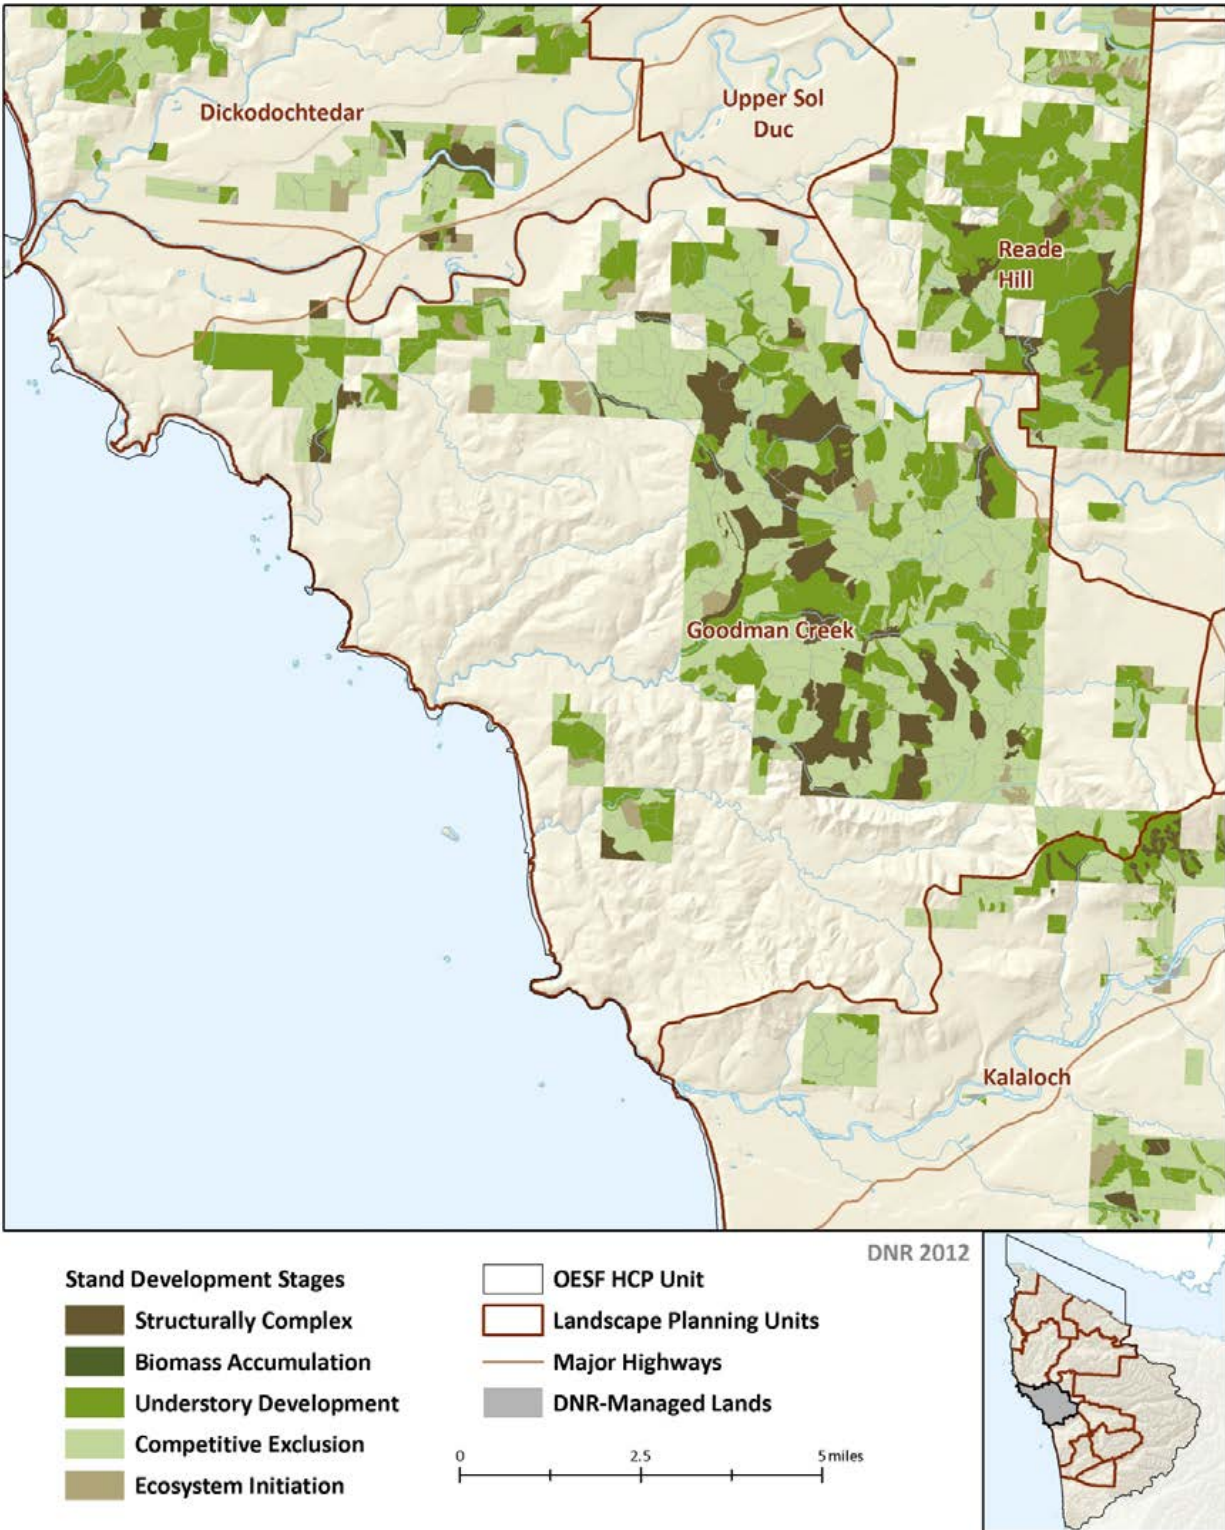 Dickodochtedar
Upper Sol
Duc
Reade
Hill
Goodman Creek
Kalaloch
DNR 2012
Stand Development Stages
Structurally Complex
Biomass Accumulation
Understory Development
Competitive Exclusion
Ecosystem Initiation
OESF HCP Unit
Landscape Planning Units
Major Highways
DNR-Managed Lands
0 2.5 5 miles